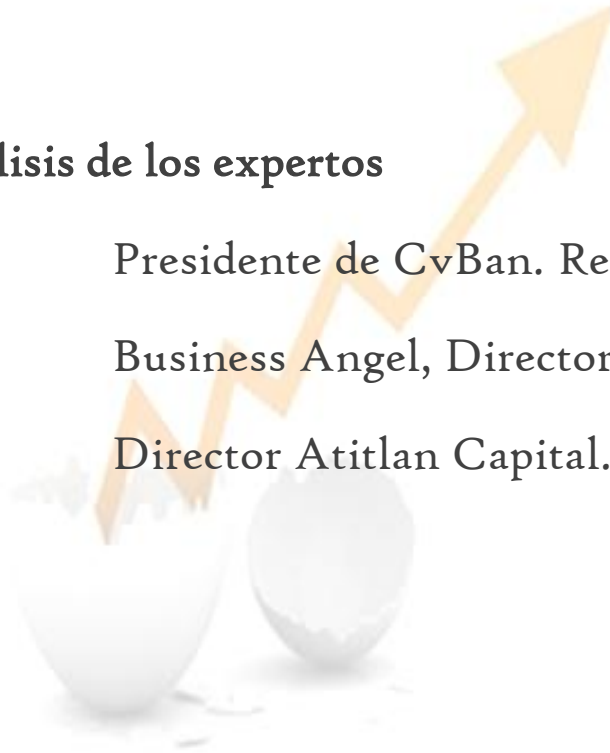 lisis de los expertos
Presidente de CvBan. Re
Business Angel, Director
Director Atitlan Capital.